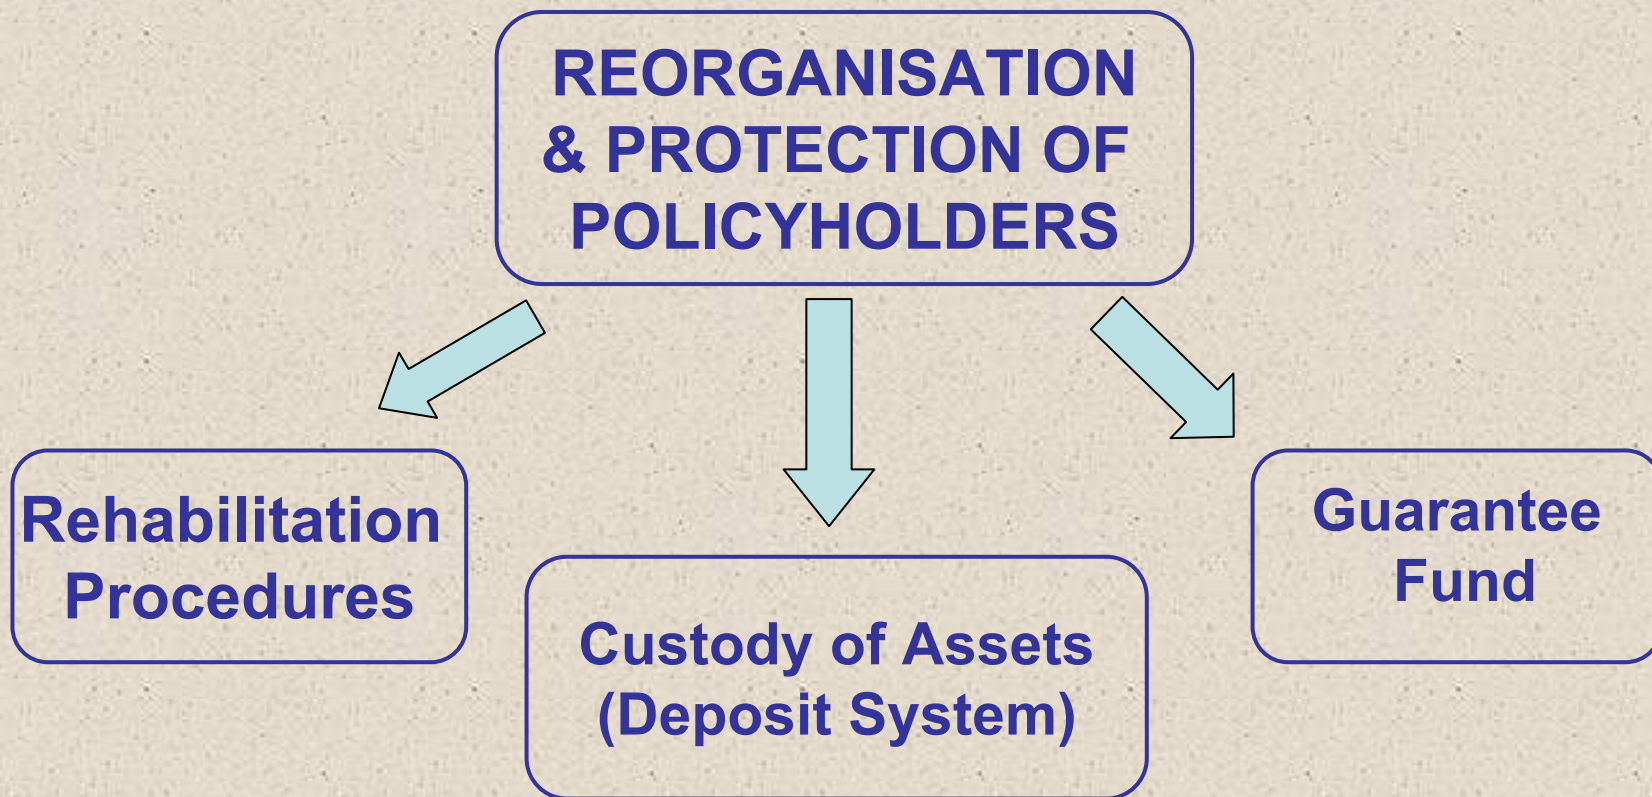 REORGANISATION
& PROTECTION OF
POLICYHOLDERS
Rehabilitation
Procedures
Custody of Assets
(Deposit System)
Guarantee
Fund